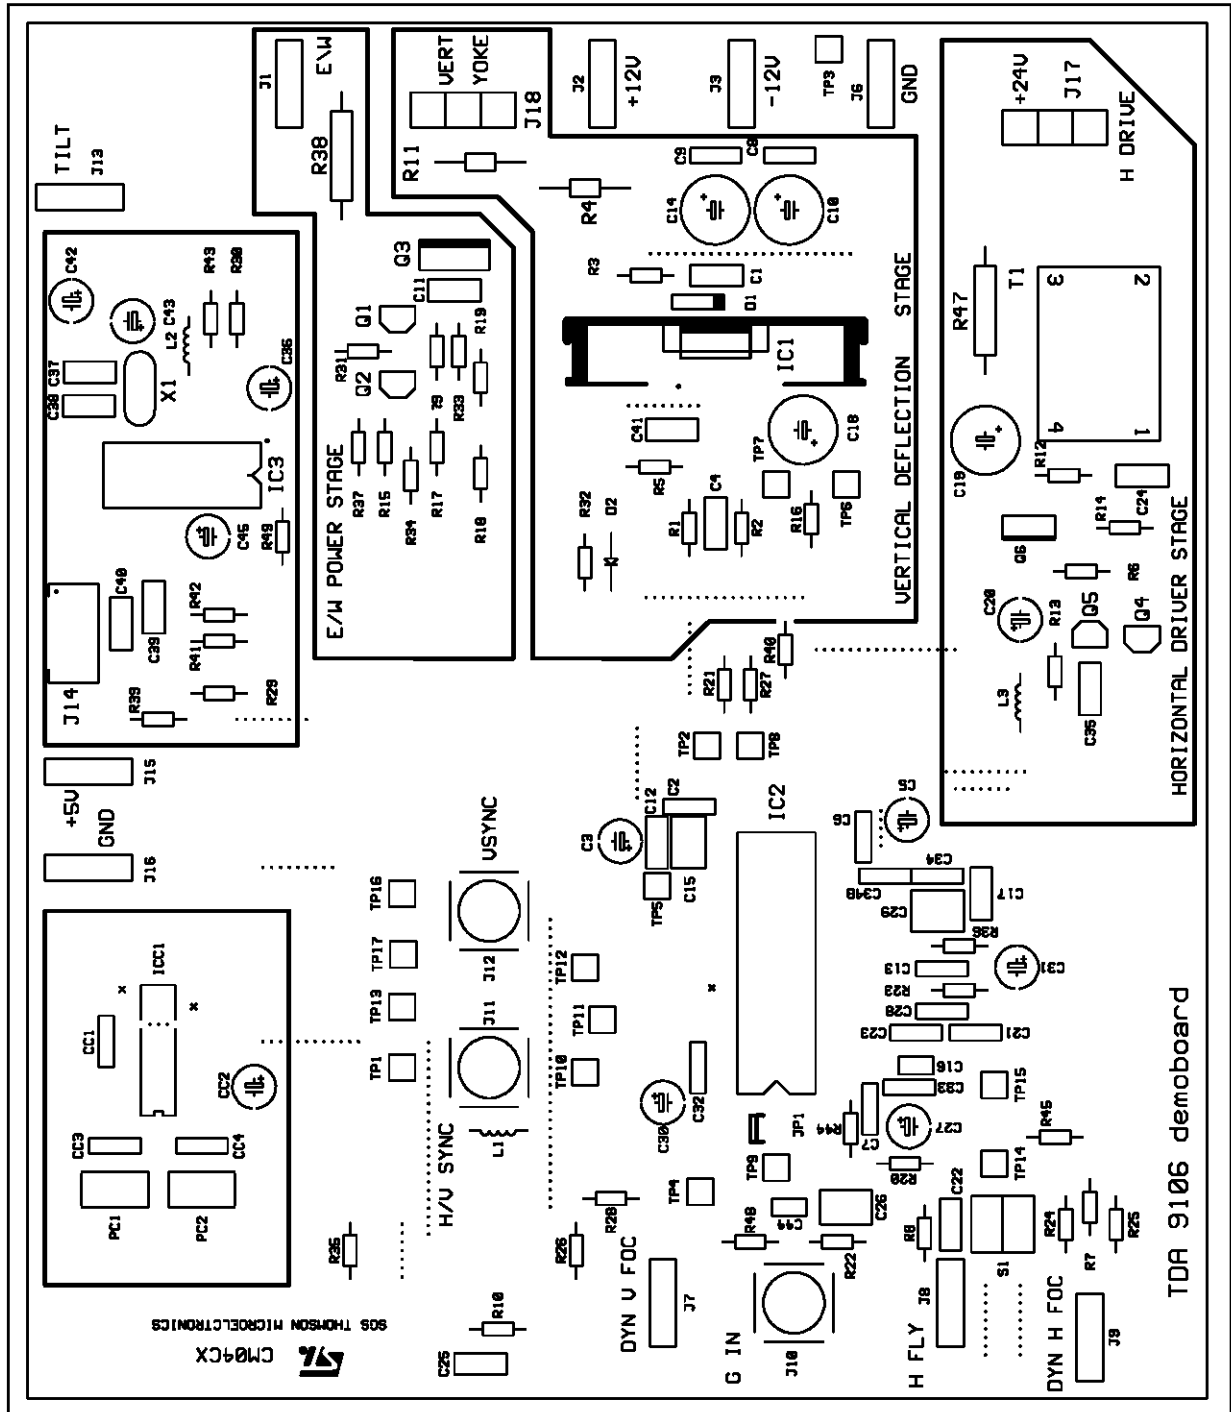 J1
E\W
VERT
YOKE
J18
J2
+12V
J3
-12V
TP3
J6
GND
+24V
J17
H DRIVE
TILT
J13
R38
R11
R4
C9
C8
C14
C10
C42
C43
R43
R30
L2
C37
C38
X1
C36
Q3
C11
Q1
Q2
R31
R19
R33
R3
C1
D1
STAGE
IC1
R47
T1
3
2
4
1
IC3
C45
R49
R37
R15
R34
R17
R18
E/W POWER STAGE
C41
R5
TP7
C18
TP6
R16
R1
C4
R2
R32
D2
VERTICAL DEFLECTION
C19
R12
C24
R14
Q6
R6
C20
R13
Q5
Q4
L3
C35
HORIZONTAL DRIVER STAGE
C40
C39
R42
R41
R29
R39
J14
R21
R27
R40
TP2
TP8
J15
+5V
GND
J16
VSYNC
C3
C12
C2
C15
TP5
IC2
C5
C6
C34
C34B
C29
C17
R36
C13
C31
R23
C28
C23
C21
C16
C33
TP16
TP17
TP13
TP1
J12
J11
TP12
TP11
TP10
ICC1
CC1
CC2
CC3
CC4
PC1
PC2
H/V SYNC
L1
C30
C32
JP1
R44
C7
C27
R20
TP15
TP14
R45
TP9
TP4
C44
C26
R48
R22
R28
R26
R35
R10
C25
R8
C22
S1
R24
R7
R25
DYN V FOC
J7
G IN
J10
H FLY
J8
DYN H FOC
J9
TDA 9106 demoboard
SGS THOMSON MICROELCTRONICS
CM04CX